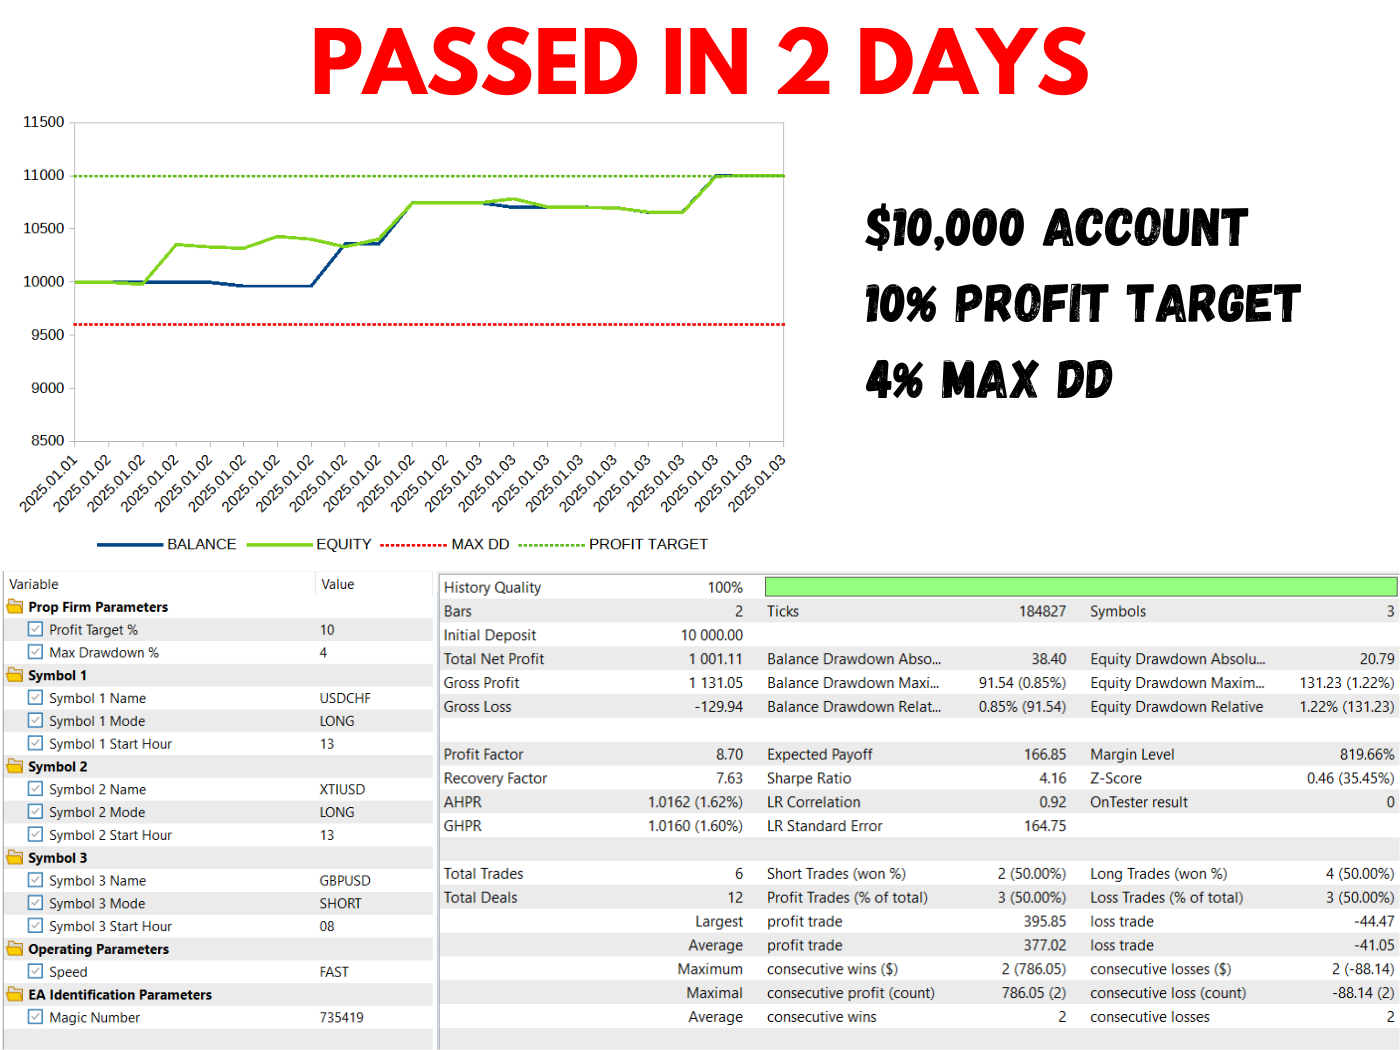 PASSED IN 2 DAYS
11500
11000
10500
10000
9500
9000
8500
2025.01.01
2025.01.02
2025.01.02
2025.01.02
2025.01.02
2025.01.02
2025.01.02
2025.01.02
2025.01.02
2025.01.02
2025.01.02
2025.01.02
2025.01.03
2025.01.03
2025.01.03
2025.01.03
2025.01.03
2025.01.03
2025.01.03
2025.01.03
2025.01.03
2025.01.03
BALANCE EQUITY MAX DD PROFIT TARGET
$10,000 ACCOUNT
10% PROFIT TARGET
4% MAX DD
Variable Value
Prop Firm Parameters
Profit Target % 10
Max Drawdown % 4
Symbol 1
Symbol 1 Name USDCHF
Symbol 1 Mode LONG
Symbol 1 Start Hour 13
Symbol 2
Symbol 2 Name XTIUSD
Symbol 2 Mode LONG
Symbol 2 Start Hour 13
Symbol 3
Symbol 3 Name GBPUSD
Symbol 3 Mode SHORT
Symbol 3 Start Hour 08
Operating Parameters
Speed FAST
EA Identification Parameters
Magic Number 735419
History Quality 100%
Bars 2 Ticks 184827 Symbols 3
Initial Deposit 10 000.00
Total Net Profit 1 001.11 Balance Drawdown Abso... 38.40 Equity Drawdown Absolu... 20.79
Gross Profit 1 131.05 Balance Drawdown Maxi... 91.54 (0.85%) Equity Drawdown Maxim... 131.23 (1.22%)
Gross Loss -129.94 Balance Drawdown Relat... 0.85% (91.54) Equity Drawdown Relative 1.22% (131.23)
Profit Factor 8.70 Expected Payoff 166.85 Margin Level 819.66%
Recovery Factor 7.63 Sharpe Ratio 4.16 Z-Score 0.46 (35.45%)
AHPR 1.0162 (1.62%) LR Correlation 0.92 OnTester result 0
GHPR 1.0160 (1.60%) LR Standard Error 164.75
Total Trades 6 Short Trades (won %) 2 (50.00%) Long Trades (won %) 4 (50.00%)
Total Deals 12 Profit Trades (% of total) 3 (50.00%) Loss Trades (% of total) 3 (50.00%)
Largest profit trade 395.85 loss trade -44.47
Average profit trade 377.02 loss trade -41.05
Maximum consecutive wins ($) 2 (786.05) consecutive losses ($) 2 (-88.14)
Maximal consecutive profit (count) 786.05 (2) consecutive loss (count) -88.14 (2)
Average consecutive wins 2 consecutive losses 2